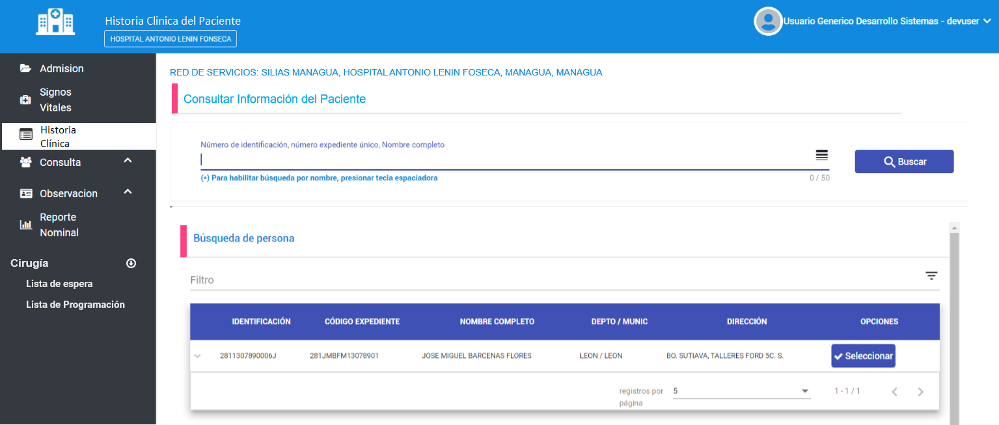 Historia Clinica del Paciente
HOSPITAL ANTONIO LENIN FONSECA
Usuario Generico Desarrollo Sistemas - devuser
Admision
Signos
Vitales
Historia
Clínica
Consulta
Observacion
Reporte
Nominal
Cirugía
Lista de espera
Lista de Programación
RED DE SERVICIOS: SILIAS MANAGUA, HOSPITAL ANTONIO LENIN FOSECA, MANAGUA, MANAGUA
Consultar Información del Paciente
Número de identificación, número expediente único, Nombre completo
(*) Para habilitar búsqueda por nombre, presionar tecla espaciadora
0 / 50
Buscar
Búsqueda de persona
Filtro
IDENTIFICACIÓN CÓDIGO EXPEDIENTE NOMBRE COMPLETO DEPTO / MUNIC DIRECCIÓN OPCIONES
2811307890006J 281JMBFM13078901 JOSE MIGUEL BARCENAS FLORES LEON / LEON BO. SUTIAVA, TALLERES FORD 5C. S. Seleccionar
registros por
página
5
1 - 1 / 1